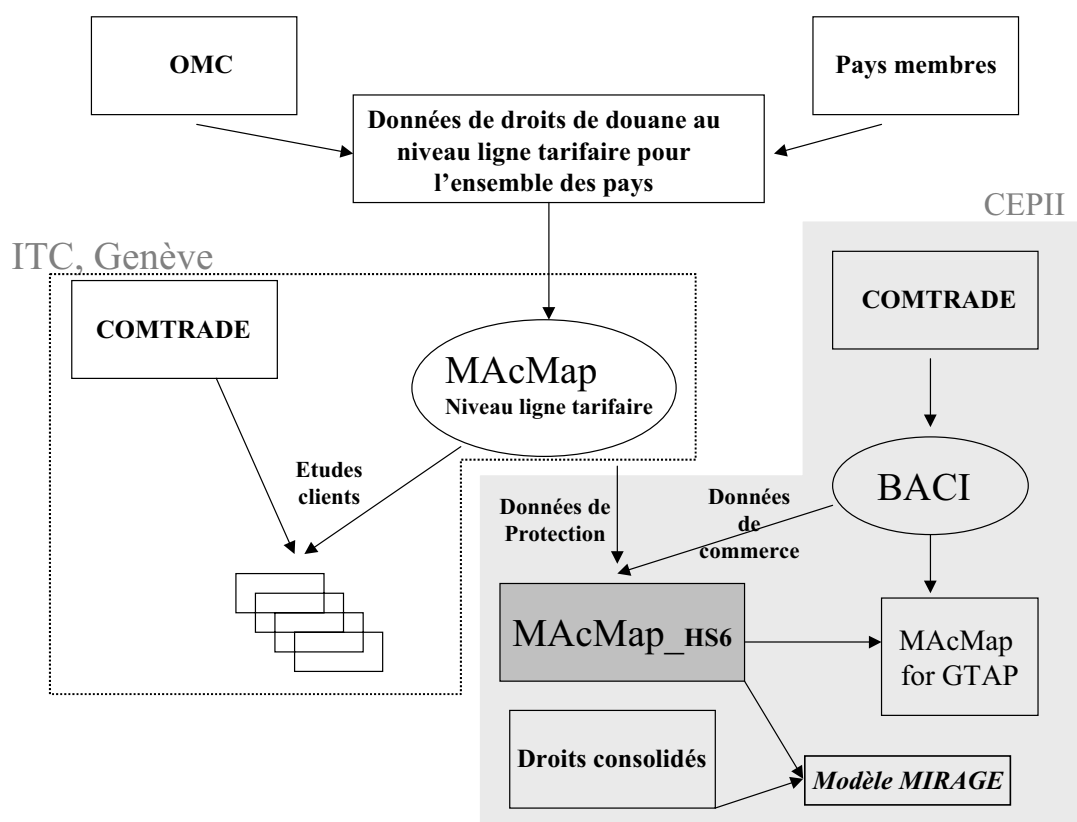 OMC
Pays membres
Données de droits de douane au
niveau ligne tarifaire pour
l'ensemble des pays
CEPII
ITC, Genève
COMTRADE
COMTRADE
MAcMap
Niveau ligne tarifaire
Etudes
clients
BACI
Données de
Protection
Données
de
commerce
MAcMap_HS6
MAcMap
for GTAP
Droits consolidés
Modèle MIRAGE